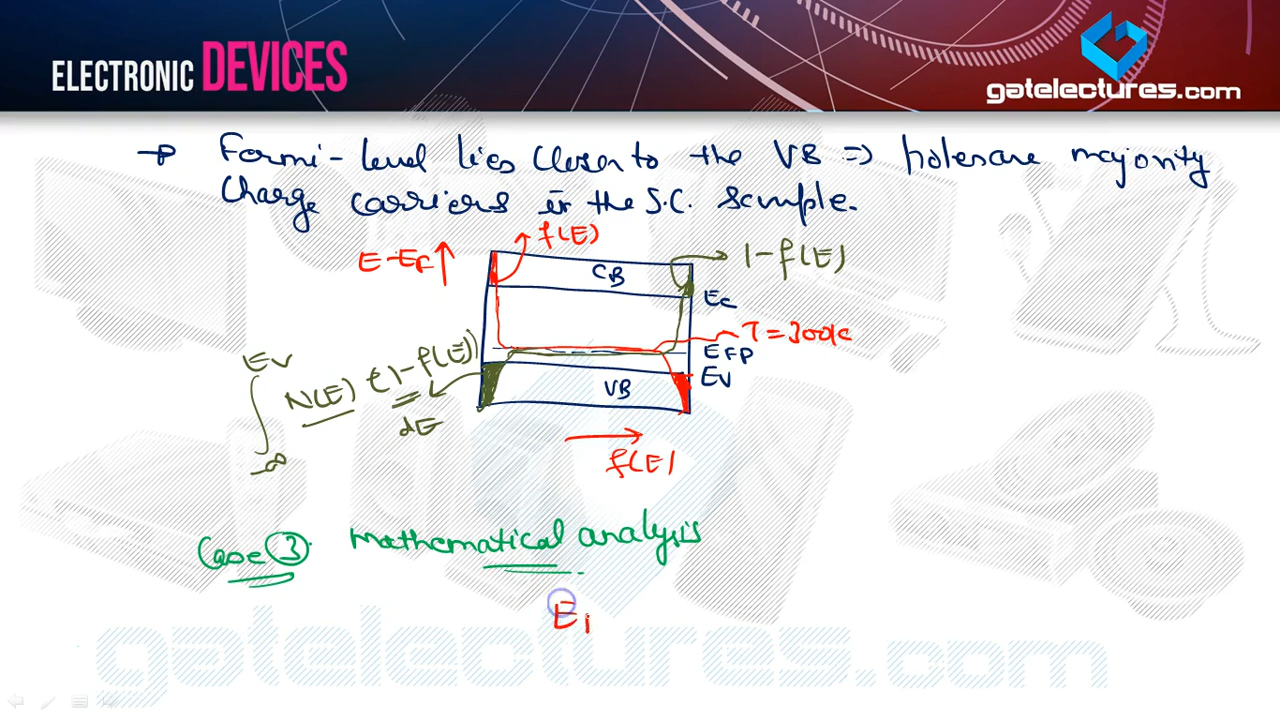 ELECTRONIC DEVICES
gatelectures.com
→ Fermi-level lies closer to the VB => holes are majority
charge carriers in the S.C. sample.
f(E)
E-EF ↑
1-f(E)
CB
EC
T=300K
EFP
EV
VB
EV
∫ N(E) (1-f(E))
dE
-∞
f(E)
Case 3. Mathematical analysis
Ei
gatelectures.com